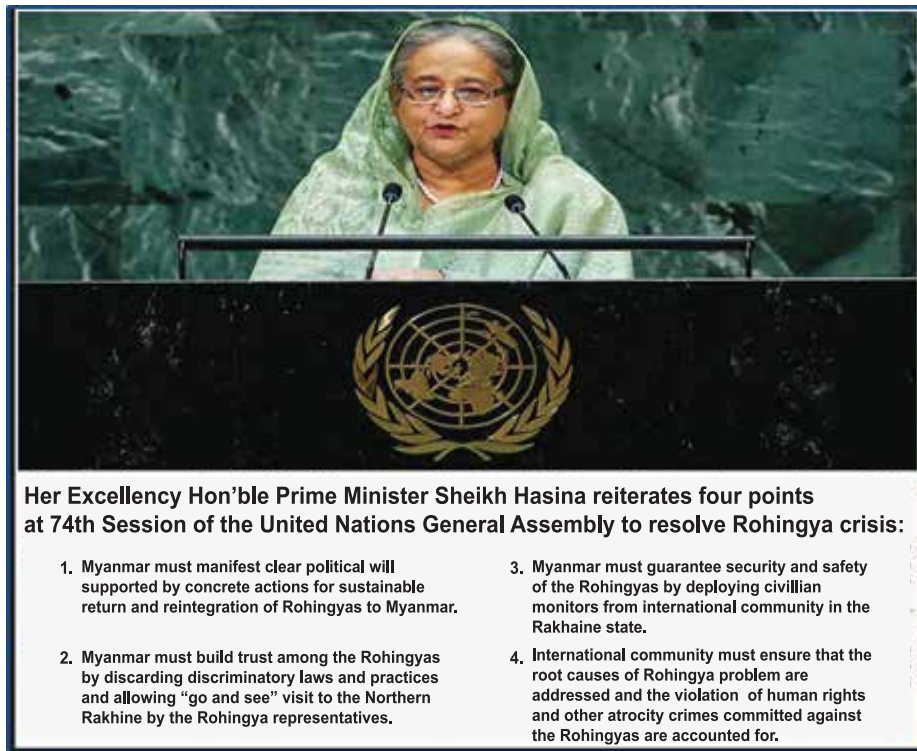 Her Excellency Hon'ble Prime Minister Sheikh Hasina reiterates four points
at 74th Session of the United Nations General Assembly to resolve Rohingya crisis:
1. Myanmar must manifest clear political will
supported by concrete actions for sustainable
return and reintegration of Rohingyas to Myanmar.
2. Myanmar must build trust among the Rohingyas
by discarding discriminatory laws and practices
and allowing “go and see” visit to the Northern
Rakhine by the Rohingya representatives.
3. Myanmar must guarantee security and safety
of the Rohingyas by deploying civillian
monitors from international community in the
Rakhaine state.
4. International community must ensure that the
root causes of Rohingya problem are
addressed and the violation of human rights
and other atrocity crimes committed against
the Rohingyas are accounted for.